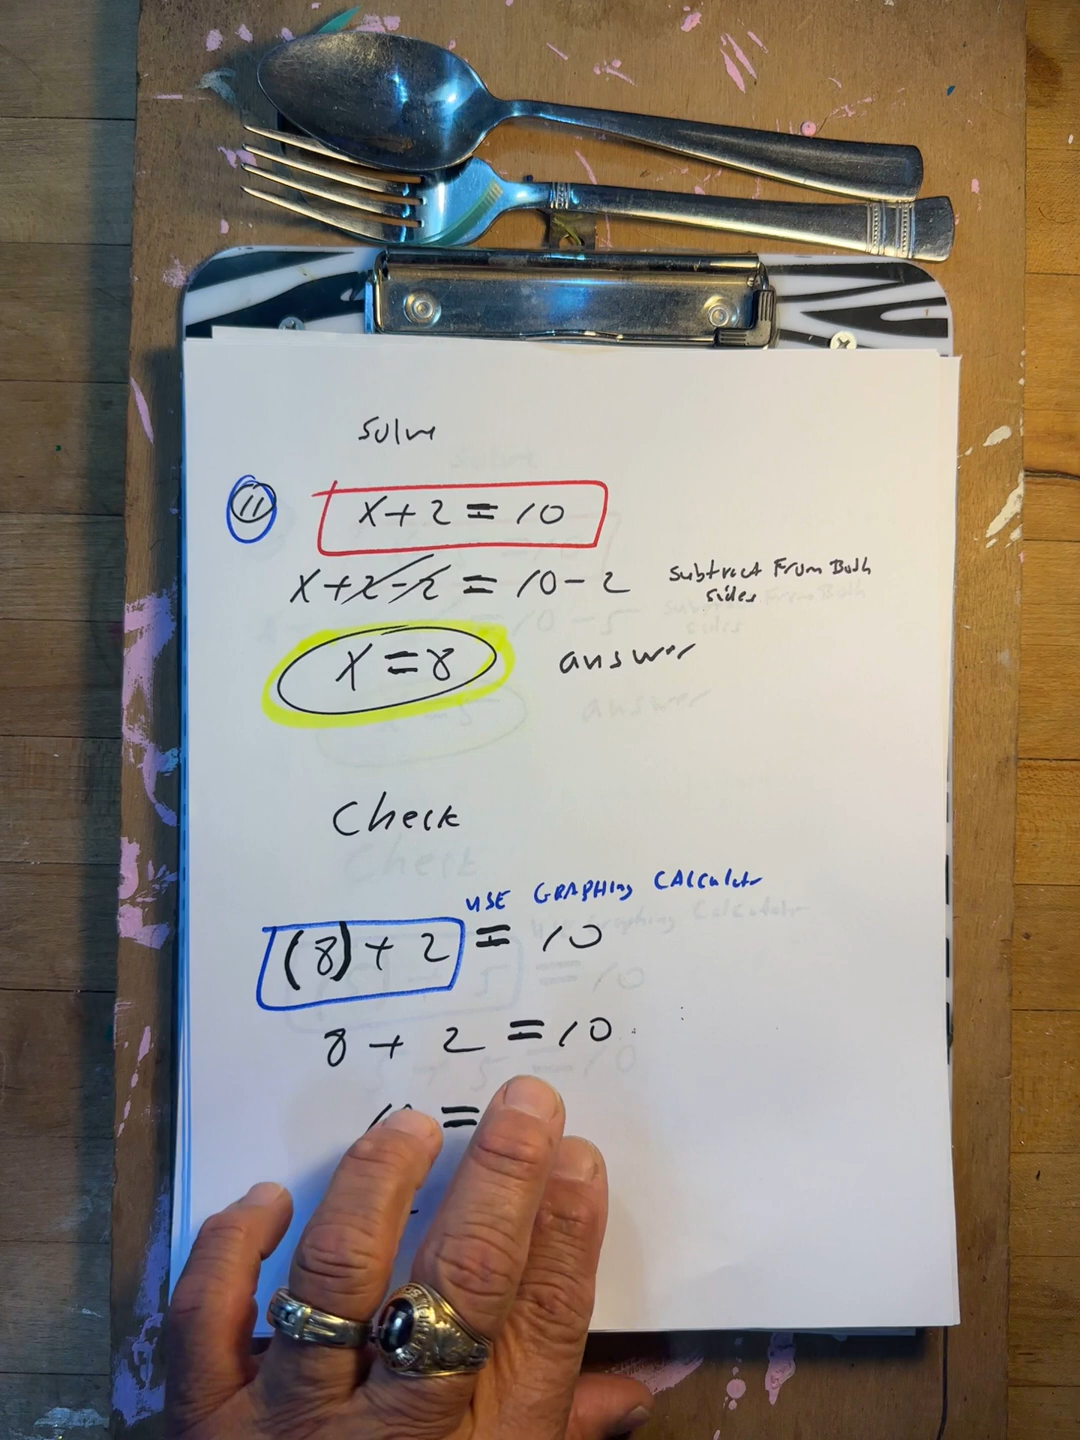 Solve
11 x + 2 = 10
x + 2 - 2 = 10 - 2 Subtract From Both sides
x = 8 answer
Check
USE GRAPHING CALCulator
(8) + 2 = 10
8 + 2 = 10
10 =